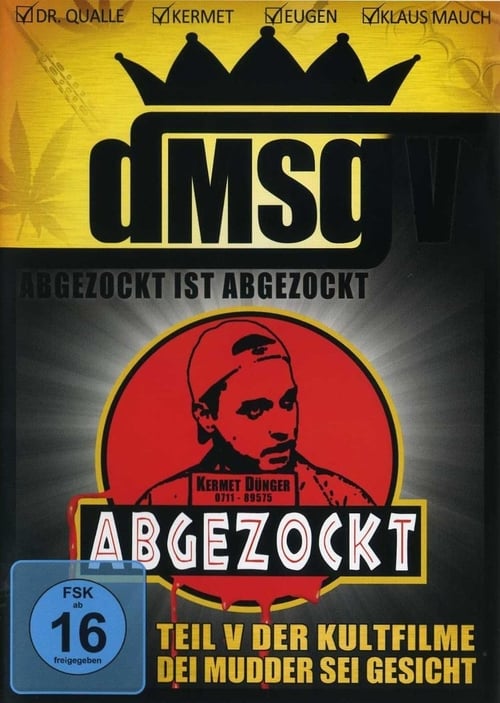 DR. QUALLE KERMET EUGEN KLAUS MAUCH
dMSG V
ABGEZOCKT IST ABGEZOCKT
KERMET DÜNGER
0711 - 89575
ABGEZOCKT
FSK
ab
16
freigegeben
TEIL V DER KULTFILME
DEI MUDDER SEI GESICHT